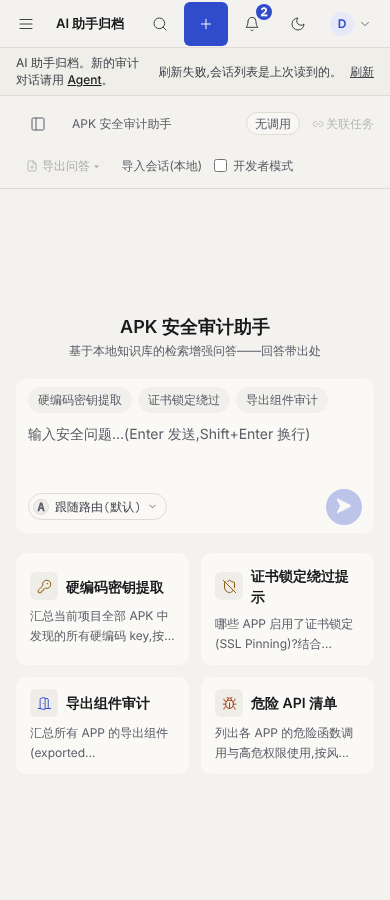 AI 助手归档
2
D
AI 助手归档。新的审计
对话请用 Agent。
刷新失败,会话列表是上次读到的。 刷新
APK 安全审计助手
无调用
关联任务
导出问答
导入会话(本地)
开发者模式
APK 安全审计助手
基于本地知识库的检索增强问答——回答带出处
硬编码密钥提取 证书锁定绕过 导出组件审计
输入安全问题...(Enter 发送,Shift+Enter 换行)
A 跟随路由(默认)
硬编码密钥提取
汇总当前项目全部 APK 中
发现的所有硬编码 key,按...
证书锁定绕过提
示
哪些 APP 启用了证书锁定
(SSL Pinning)?结合...
导出组件审计
汇总所有 APP 的导出组件
(exported...
危险 API 清单
列出各 APP 的危险函数调
用与高危权限使用,按风...